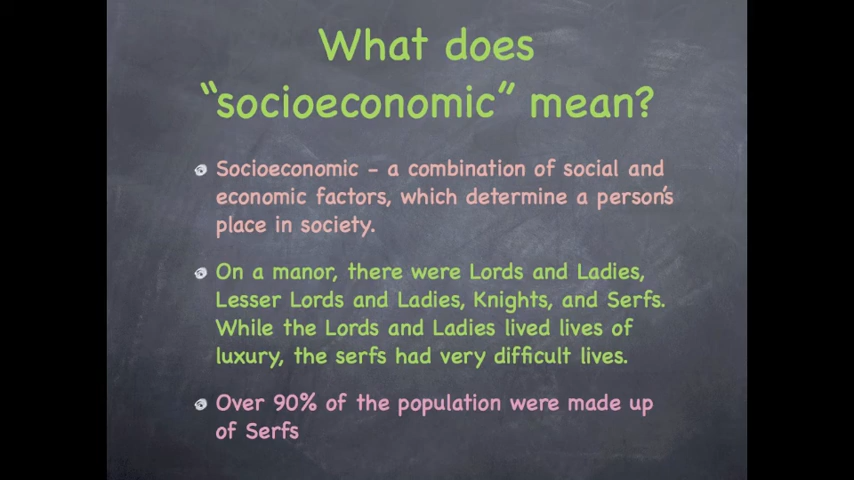 What does
“socioeconomic” mean?
Socioeconomic - a combination of social and
economic factors, which determine a person's
place in society.
On a manor, there were Lords and Ladies,
Lesser Lords and Ladies, Knights, and Serfs.
While the Lords and Ladies lived lives of
luxury, the serfs had very difficult lives.
Over 90% of the population were made up
of Serfs